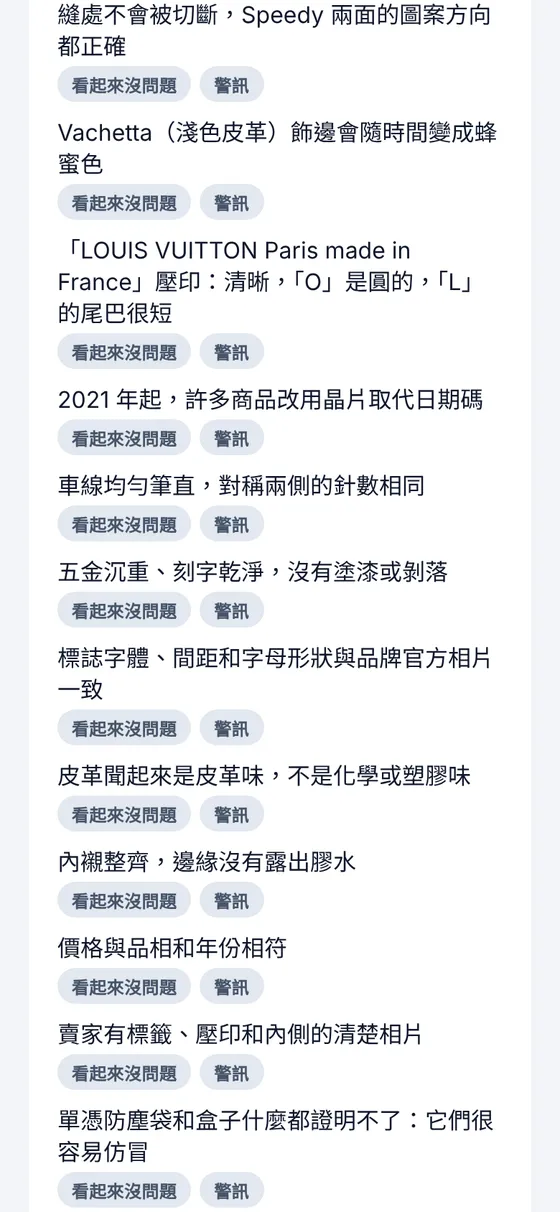 縫處不會被切斷，Speedy 兩面的圖案方向
都正確
看起來沒問題 警訊
Vachetta（淺色皮革）飾邊會隨時間變成蜂
蜜色
看起來沒問題 警訊
「LOUIS VUITTON Paris made in
France」壓印：清晰，「O」是圓的，「L」
的尾巴很短
看起來沒問題 警訊
2021 年起，許多商品改用晶片取代日期碼
看起來沒問題 警訊
車線均勻筆直，對稱兩側的針數相同
看起來沒問題 警訊
五金沉重、刻字乾淨，沒有塗漆或剝落
看起來沒問題 警訊
標誌字體、間距和字母形狀與品牌官方相片
一致
看起來沒問題 警訊
皮革聞起來是皮革味，不是化學或塑膠味
看起來沒問題 警訊
內襯整齊，邊緣沒有露出膠水
看起來沒問題 警訊
價格與品相和年份相符
看起來沒問題 警訊
賣家有標籤、壓印和內側的清楚相片
看起來沒問題 警訊
單憑防塵袋和盒子什麼都證明不了：它們很
容易仿冒
看起來沒問題 警訊